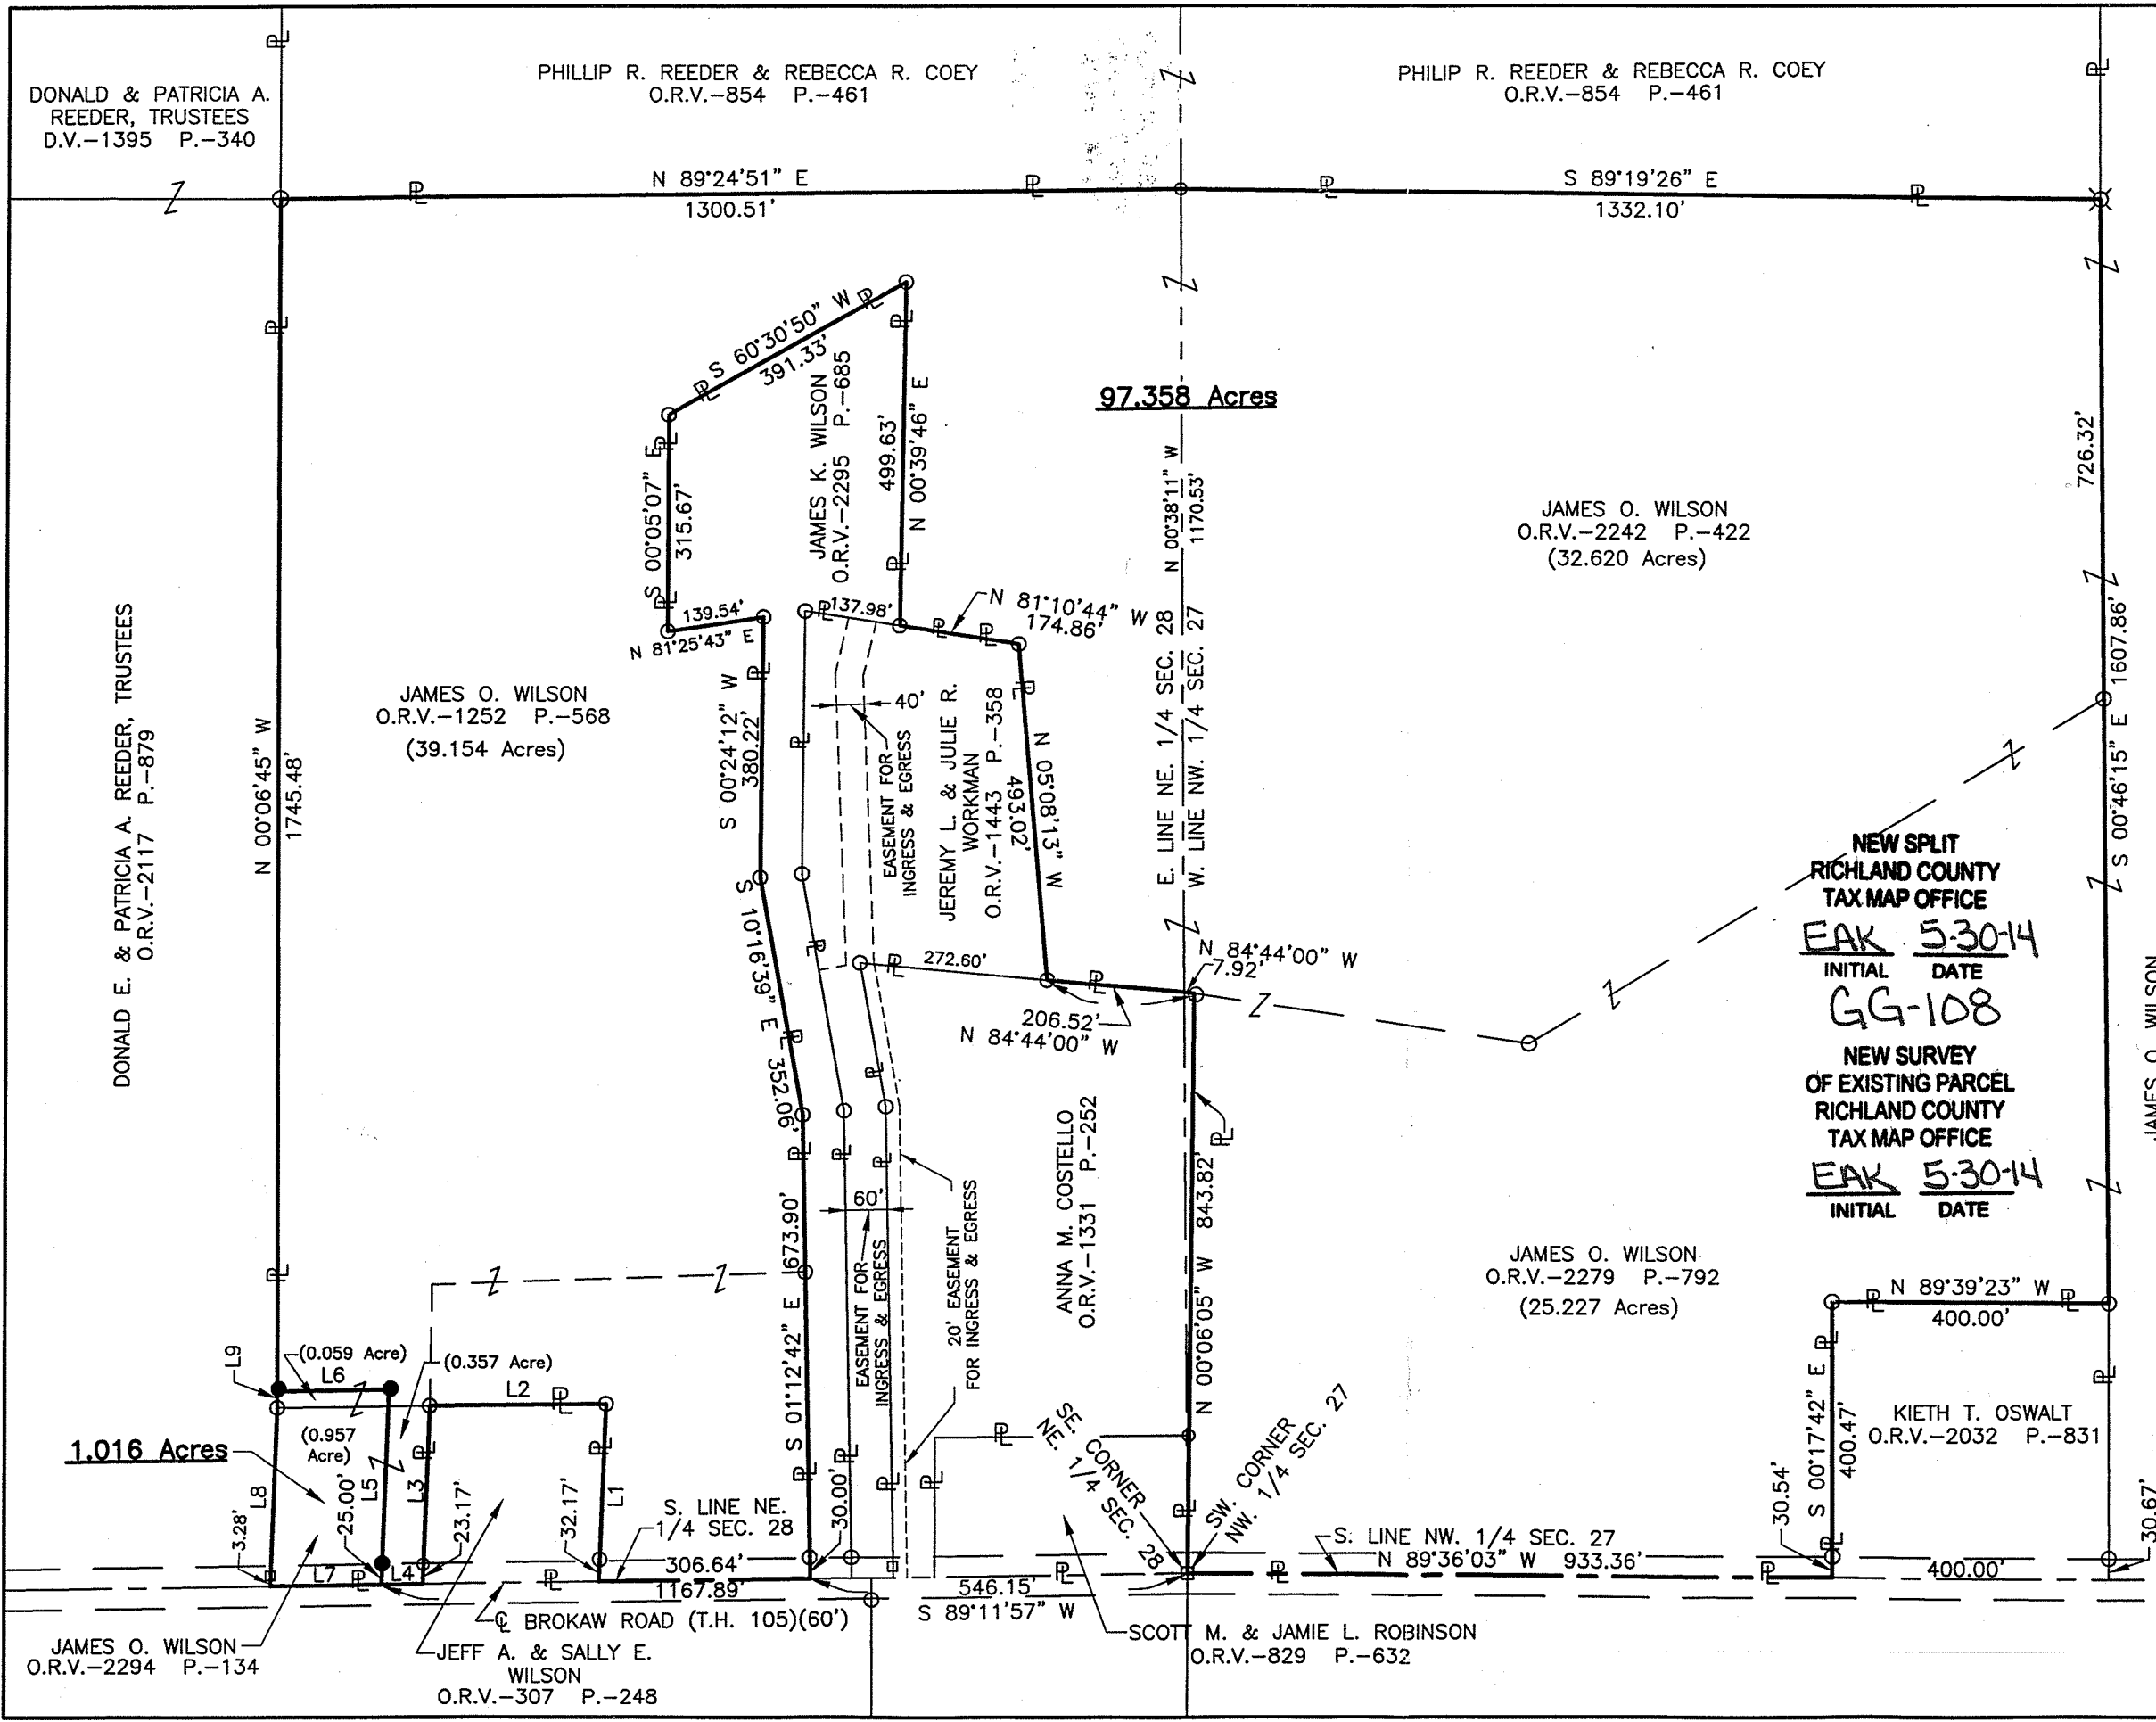 DONALD & PATRICIA A.
REEDER, TRUSTEES
D.V.-1395 P.-340
PHILLIP R. REEDER & REBECCA R. COEY
O.R.V.-854 P.-461
PHILIP R. REEDER & REBECCA R. COEY
O.R.V.-854 P.-461
N 89°24'51" E
1300.51'
S 89°19'26" E
1332.10'
S 60°30'50" W
391.33'
JAMES K. WILSON
O.R.V.-2295 P.-685
499.63'
N 00°39'46" E
S 00°05'07" E
315.67'
97.358 Acres
N 00°38'11" W
1170.53'
726.32'
JAMES O. WILSON
O.R.V.-2242 P.-422
(32.620 Acres)
139.54'
N 81°25'43" E
137.98'
N 81°10'44" W
174.86'
E. LINE NE. 1/4 SEC. 28
W. LINE NW. 1/4 SEC. 27
S 00°46'15" E 1607.86'
DONALD E. & PATRICIA A. REEDER, TRUSTEES
O.R.V.-2117 P.-879
N 00°06'45" W
1745.48'
JAMES O. WILSON
O.R.V.-1252 P.-568
(39.154 Acres)
S 00°24'12" W
380.22'
40'
EASEMENT FOR
INGRESS & EGRESS
JEREMY L. & JULIE R.
WORKMAN
O.R.V.-1443 P.-358
N 05°08'13" W
493.02'
S 10°16'39" E 352.06'
272.60'
N 84°44'00" W
7.92'
206.52'
N 84°44'00" W
NEW SPLIT
RICHLAND COUNTY
TAX MAP OFFICE
EAK 5-30-14
INITIAL DATE
GG-108
NEW SURVEY
OF EXISTING PARCEL
RICHLAND COUNTY
TAX MAP OFFICE
EAK 5-30-14
INITIAL DATE
JAMES O. WILSON
ANNA M. COSTELLO
O.R.V.-1331 P.-252
N 00°06'05" W 843.82'
60'
EASEMENT FOR
INGRESS & EGRESS
20' EASEMENT
FOR INGRESS & EGRESS
S 01°12'42" E 673.90'
JAMES O. WILSON
O.R.V.-2279 P.-792
(25.227 Acres)
N 89°39'23" W
400.00'
S 00°17'42" E
400.47'
KIETH T. OSWALT
O.R.V.-2032 P.-831
30.54'
30.67'
L9
(0.059 Acre)
L6
(0.357 Acre)
L2
(0.957
Acre)
1.016 Acres
L8
L5
L3
L1
3.28'
25.00'
23.17'
32.17'
L7
L4
S. LINE NE.
1/4 SEC. 28
306.64'
1167.89'
30.00'
SE. CORNER
NE. 1/4 SEC. 28
SW. CORNER
NW. 1/4 SEC. 27
S. LINE NW. 1/4 SEC. 27
N 89°36'03" W 933.36'
400.00'
546.15'
S 89°11'57" W
℄ BROKAW ROAD (T.H. 105)(60')
JAMES O. WILSON
O.R.V.-2294 P.-134
JEFF A. & SALLY E.
WILSON
O.R.V.-307 P.-248
SCOTT M. & JAMIE L. ROBINSON
O.R.V.-829 P.-632